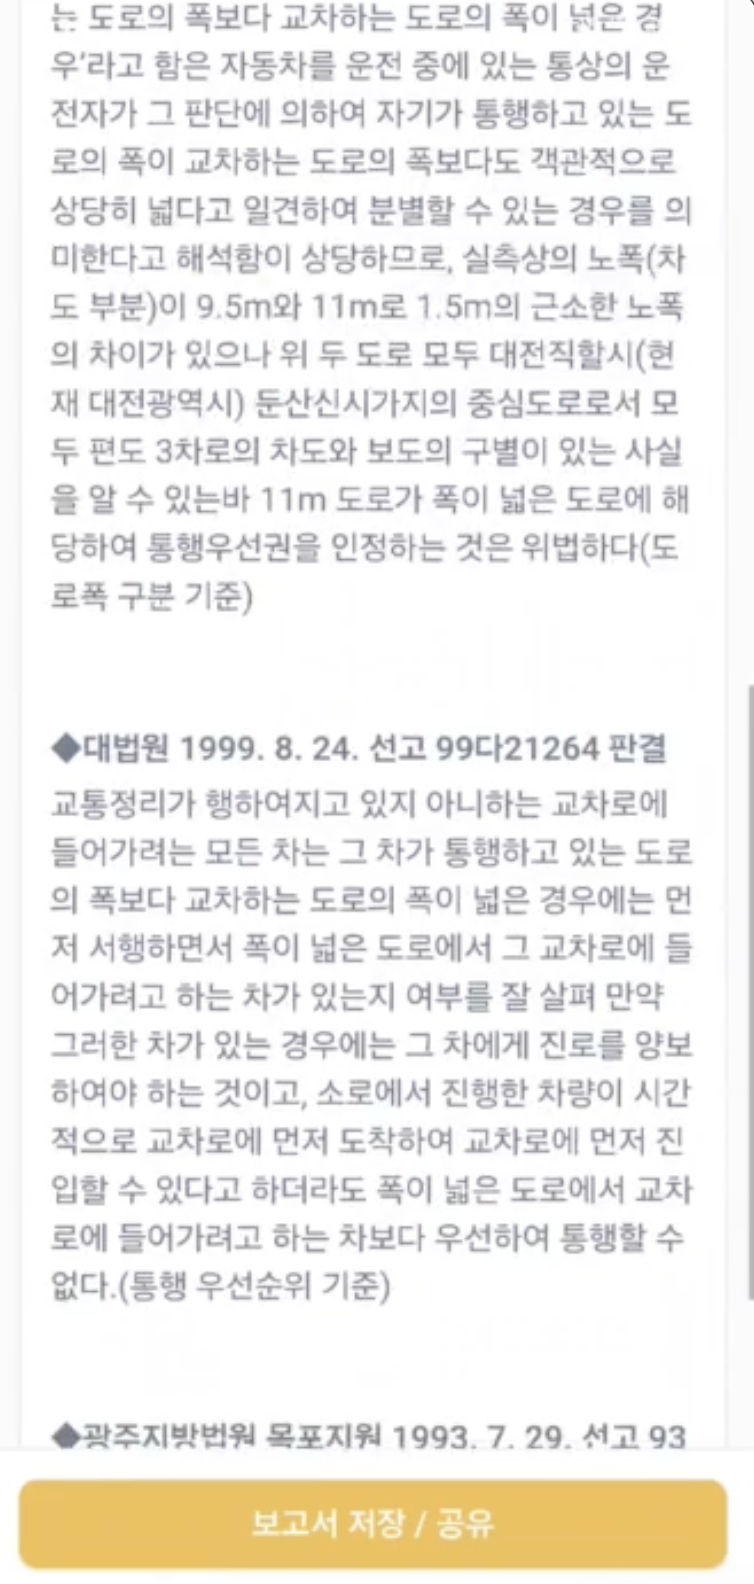 는 도로의 폭보다 교차하는 도로의 폭이 넓은 경
우'라고 함은 자동차를 운전 중에 있는 통상의 운
전자가 그 판단에 의하여 자기가 통행하고 있는 도
로의 폭이 교차하는 도로의 폭보다도 객관적으로
상당히 넓다고 일견하여 분별할 수 있는 경우를 의
미한다고 해석함이 상당하므로, 실측상의 노폭(차
도 부분)이 9.5m와 11m로 1.5m의 근소한 노폭
의 차이가 있으나 위 두 도로 모두 대전직할시(현
재 대전광역시) 둔산신시가지의 중심도로로서 모
두 편도 3차로의 차도와 보도의 구별이 있는 사실
을 알 수 있는바 11m 도로가 폭이 넓은 도로에 해
당하여 통행우선권을 인정하는 것은 위법하다(도
로폭 구분 기준)
◆대법원 1999. 8. 24. 선고 99다21264 판결
교통정리가 행하여지고 있지 아니하는 교차로에
들어가려는 모든 차는 그 차가 통행하고 있는 도로
의 폭보다 교차하는 도로의 폭이 넓은 경우에는 먼
저 서행하면서 폭이 넓은 도로에서 그 교차로에 들
어가려고 하는 차가 있는지 여부를 잘 살펴 만약
그러한 차가 있는 경우에는 그 차에게 진로를 양보
하여야 하는 것이고, 소로에서 진행한 차량이 시간
적으로 교차로에 먼저 도착하여 교차로에 먼저 진
입할 수 있다고 하더라도 폭이 넓은 도로에서 교차
로에 들어가려고 하는 차보다 우선하여 통행할 수
없다.(통행 우선순위 기준)
◆광주지방법원 목포지원 1993. 7. 29. 선고 93
보고서 저장 / 공유